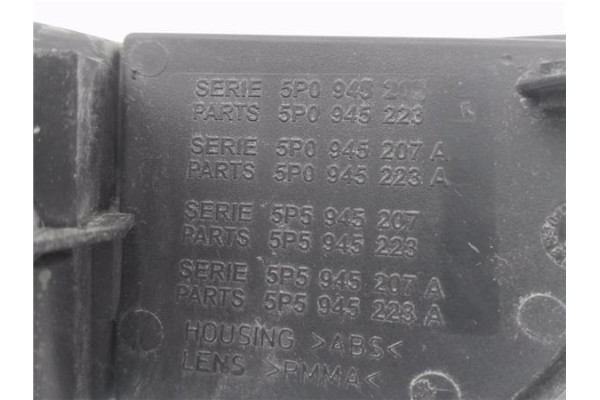 SERIE 5P0 945 207
PARTS 5P0 945 223
SERIE 5P0 945 207 A
PARTS 5P0 945 223 A
SERIE 5P5 945 207
PARTS 5P5 945 223
SERIE 5P5 945 207 A
PARTS 5P5 945 223 A
HOUSING >ABS<
LENS >PMMA<